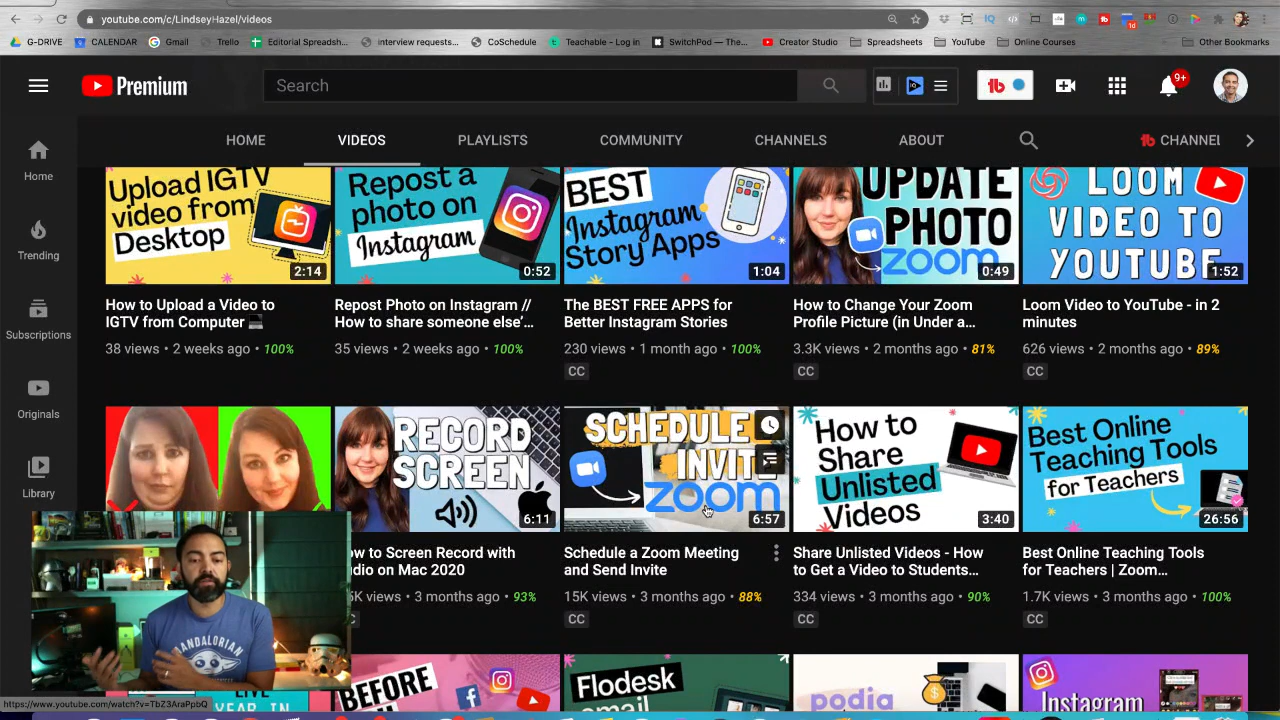 youtube.com/c/LindseyHazel/videos
G-DRIVE CALENDAR Gmail Trello Editorial Spreadsh... interview requests... CoSchedule Teachable - Log in SwitchPod — The... Creator Studio Spreadsheets YouTube Online Courses Other Bookmarks
Premium Search 9+
HOME VIDEOS PLAYLISTS COMMUNITY CHANNELS ABOUT CHANNEL
Home
Trending
Subscriptions
Originals
Library
Upload IGTV
video from
Desktop
2:14
Repost a
photo on
Instagram
0:52
BEST
Instagram
Story Apps
1:04
UPDATE
PHOTO
zoom
0:49
LOOM
VIDEO TO
YOUTUBE
1:52
How to Upload a Video to
IGTV from Computer
38 views • 2 weeks ago • 100%
Repost Photo on Instagram //
How to share someone else'...
35 views • 2 weeks ago • 100%
The BEST FREE APPS for
Better Instagram Stories
230 views • 1 month ago • 100%
CC
How to Change Your Zoom
Profile Picture (in Under a...
3.3K views • 2 months ago • 81%
CC
Loom Video to YouTube - in 2
minutes
626 views • 2 months ago • 89%
CC
RECORD
SCREEN
6:11
SCHEDULE
INVITE
zoom
6:57
How to
Share
Unlisted
Videos
3:40
Best Online
Teaching Tools
for Teachers
26:56
to Screen Record with
on Mac 2020
views • 3 months ago • 93%
Schedule a Zoom Meeting
and Send Invite
15K views • 3 months ago • 88%
CC
Share Unlisted Videos - How
to Get a Video to Students...
334 views • 3 months ago • 90%
CC
Best Online Teaching Tools
for Teachers | Zoom...
1.7K views • 3 months ago • 100%
CC
MANDALORIAN
BEFORE
Flodesk
email
podia
Instagram
https://www.youtube.com/watch?v=TbZ3AraPpbQ